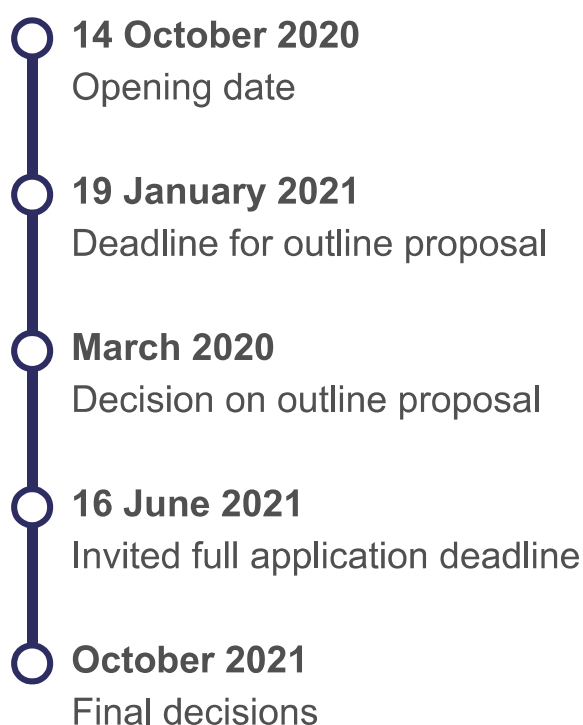 14 October 2020
Opening date
19 January 2021
Deadline for outline proposal
March 2020
Decision on outline proposal
16 June 2021
Invited full application deadline
October 2021
Final decisions